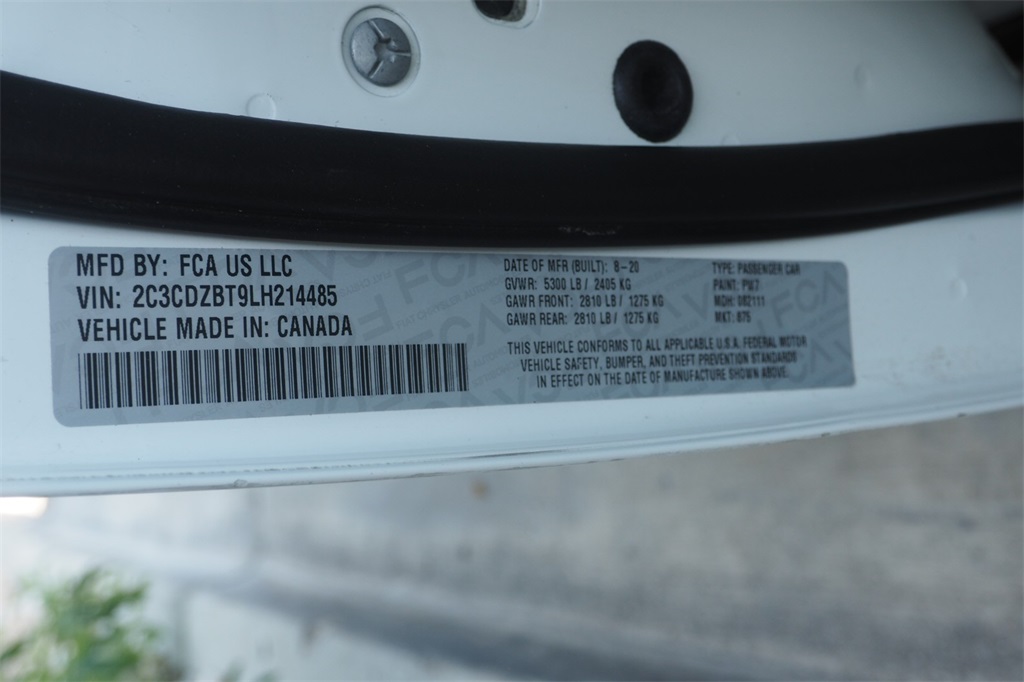 MFD BY: FCA US LLC
VIN: 2C3CDZBT9LH214485
VEHICLE MADE IN: CANADA
DATE OF MFR (BUILT): 8-20
GVWR: 5300 LB / 2405 KG
GAWR FRONT: 2810 LB / 1275 KG
GAWR REAR: 2810 LB / 1275 KG
TYPE: PASSENGER CAR
PAINT: PW7
MDH: 082111
MKT: 875
THIS VEHICLE CONFORMS TO ALL APPLICABLE U.S.A. FEDERAL MOTOR
VEHICLE SAFETY, BUMPER, AND THEFT PREVENTION STANDARDS
IN EFFECT ON THE DATE OF MANUFACTURE SHOWN ABOVE.